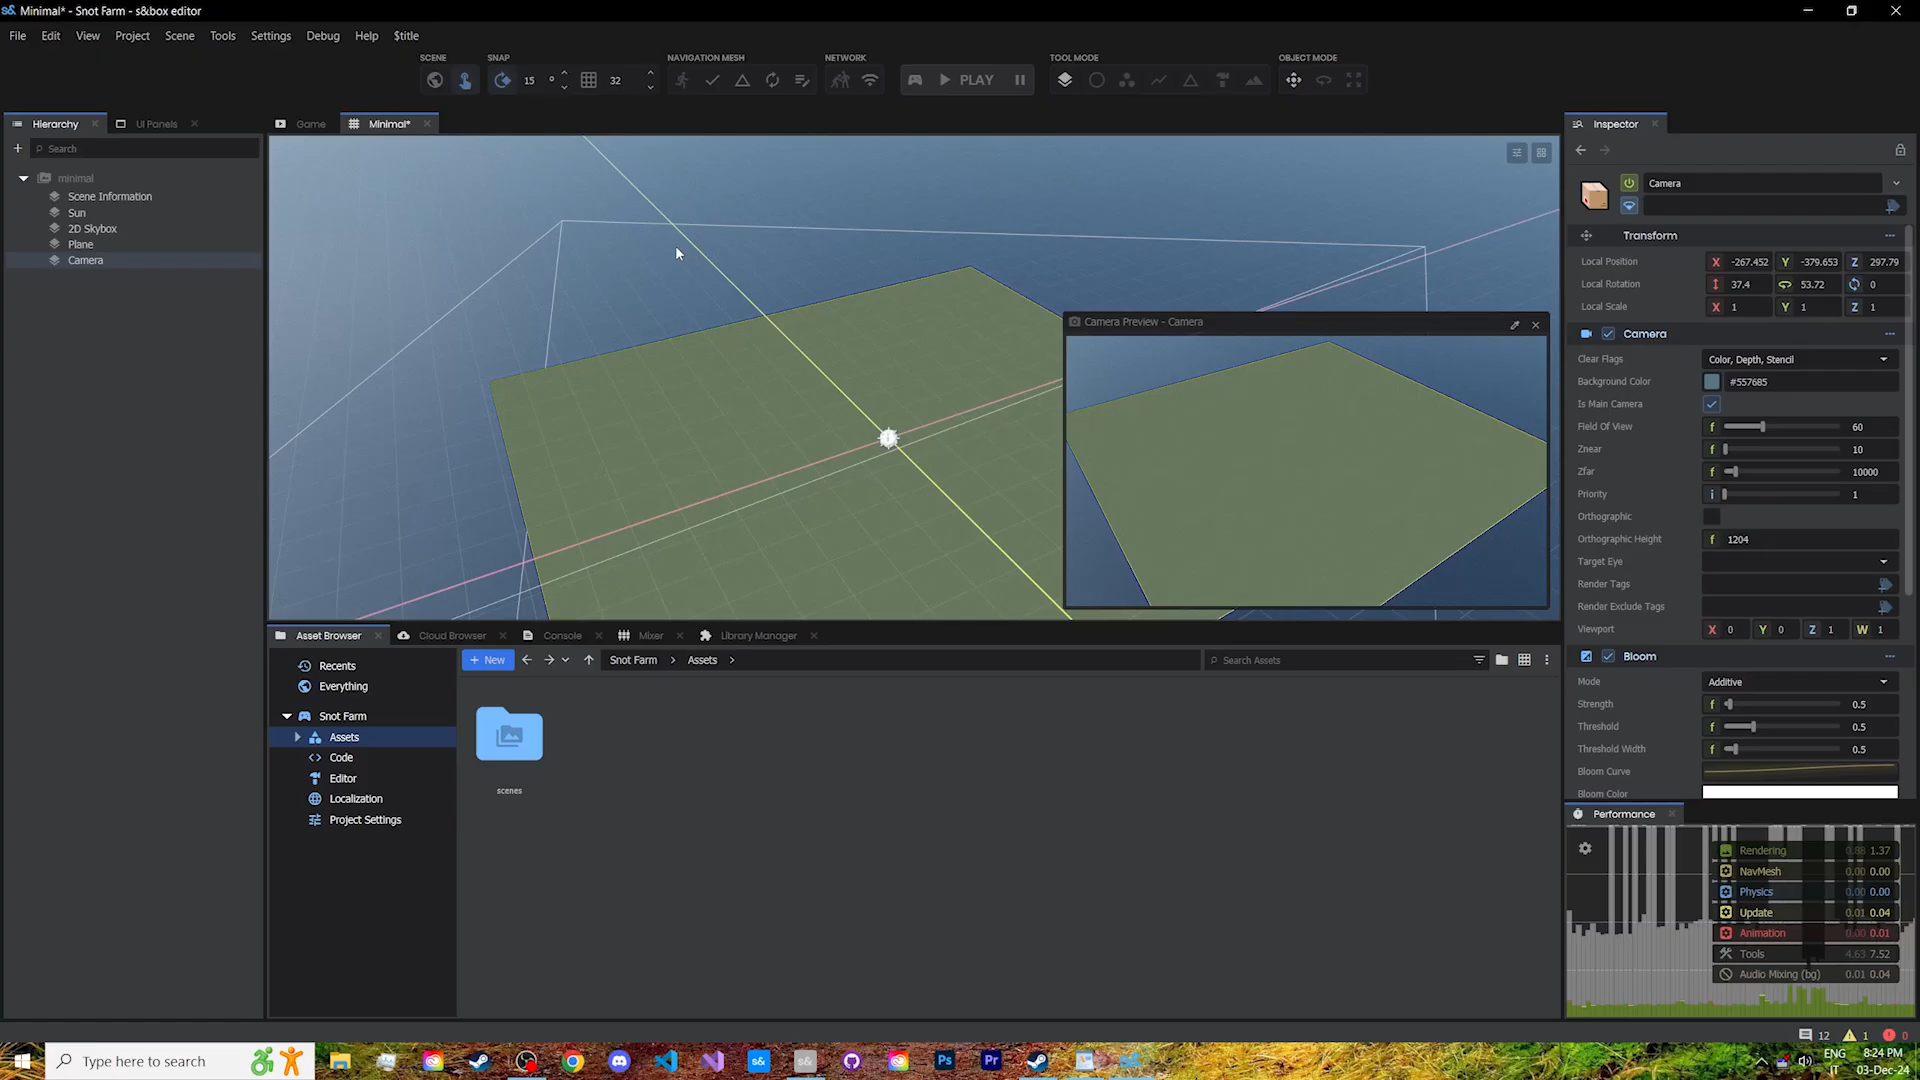 Minimal* - Snot Farm - s&box editor
File Edit View Project Scene Tools Settings Debug Help $title
SCENE SNAP NAVIGATION MESH NETWORK TOOL MODE OBJECT MODE
15 ° 32 PLAY
Hierarchy UI Panels Game Minimal* Inspector
Search
minimal
Scene Information
Sun
2D Skybox
Plane
Camera
Camera Preview - Camera
Camera
Transform
Local Position X -267.452 Y -379.653 Z 297.79
Local Rotation 37.4 53.72 0
Local Scale X 1 Y 1 Z 1
Camera
Clear Flags Color, Depth, Stencil
Background Color #557685
Is Main Camera
Field Of View f 60
Znear f 10
Zfar f 10000
Priority i 1
Orthographic
Orthographic Height f 1204
Target Eye
Render Tags
Render Exclude Tags
Viewport X 0 Y 0 Z 1 W 1
Bloom
Mode Additive
Strength f 0.5
Threshold f 0.5
Threshold Width f 0.5
Bloom Curve
Bloom Color
Asset Browser Cloud Browser Console Mixer Library Manager
Recents
Everything
Snot Farm
Assets
Code
Editor
Localization
Project Settings
+ New Snot Farm > Assets > Search Assets
scenes
Performance
Rendering 0.88 1.37
NavMesh 0.00 0.00
Physics 0.00 0.00
Update 0.01 0.04
Animation 0.00 0.01
Tools 4.63 7.52
Audio Mixing (bg) 0.01 0.04
12 1 0
Type here to search
s& s& Ps Pr s&
ENG
IT
8:24 PM
03-Dec-24